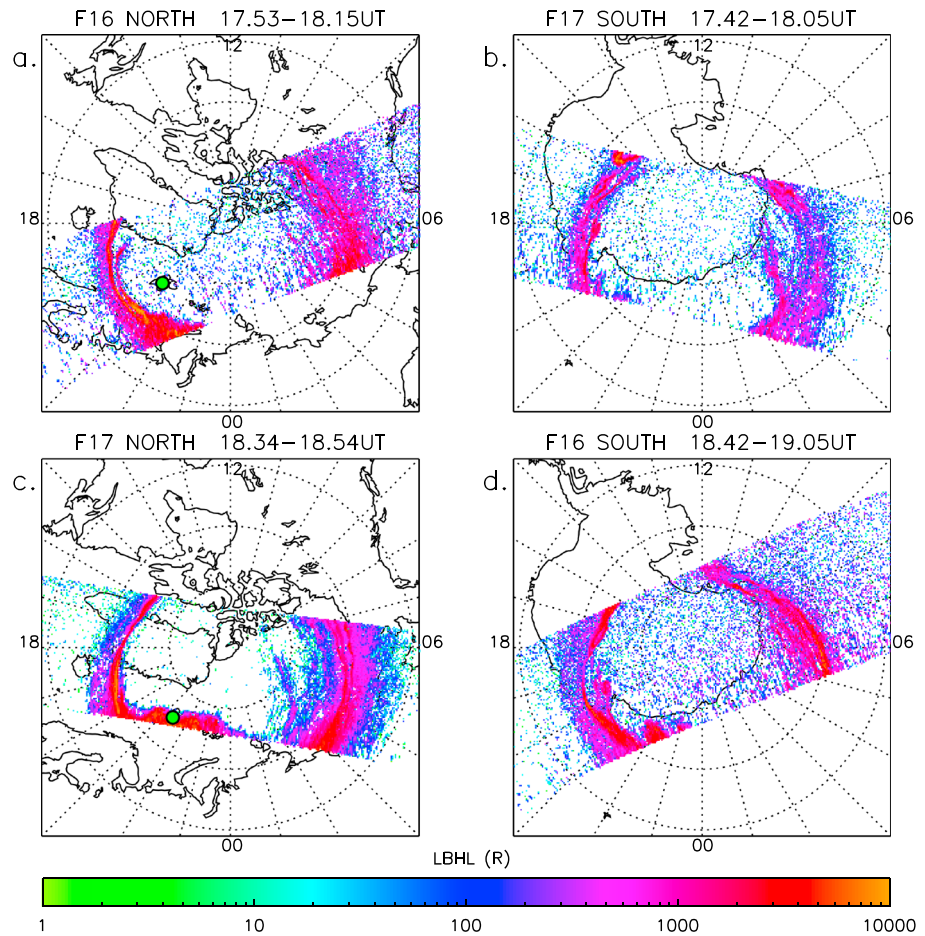 F16 NORTH 17.53−18.15UT
F17 SOUTH 17.42−18.05UT
a.
12
b.
12
18
06
18
06
00
00
F17 NORTH 18.34−18.54UT
F16 SOUTH 18.42−19.05UT
c.
12
d.
12
18
06
18
06
00
00
LBHL (R)
1
10
100
1000
10000